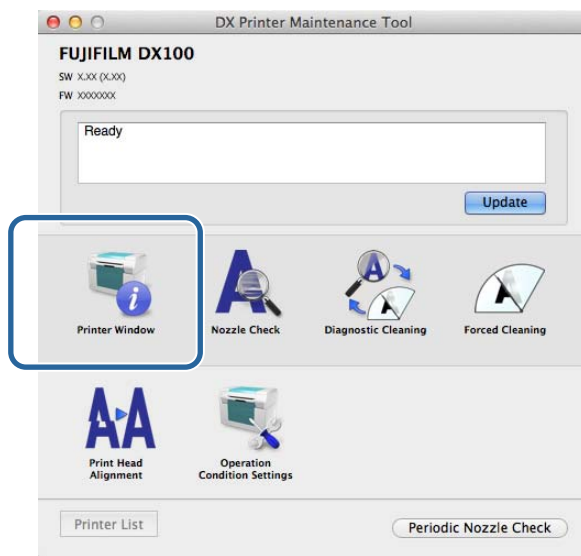 DX Printer Maintenance Tool
FUJIFILM DX100
SW X.XX (X.XX)
FW XXXXXXX
Ready
Update
Printer Window
Nozzle Check
Diagnostic Cleaning
Forced Cleaning
Print Head
Alignment
Operation
Condition Settings
Printer List
Periodic Nozzle Check